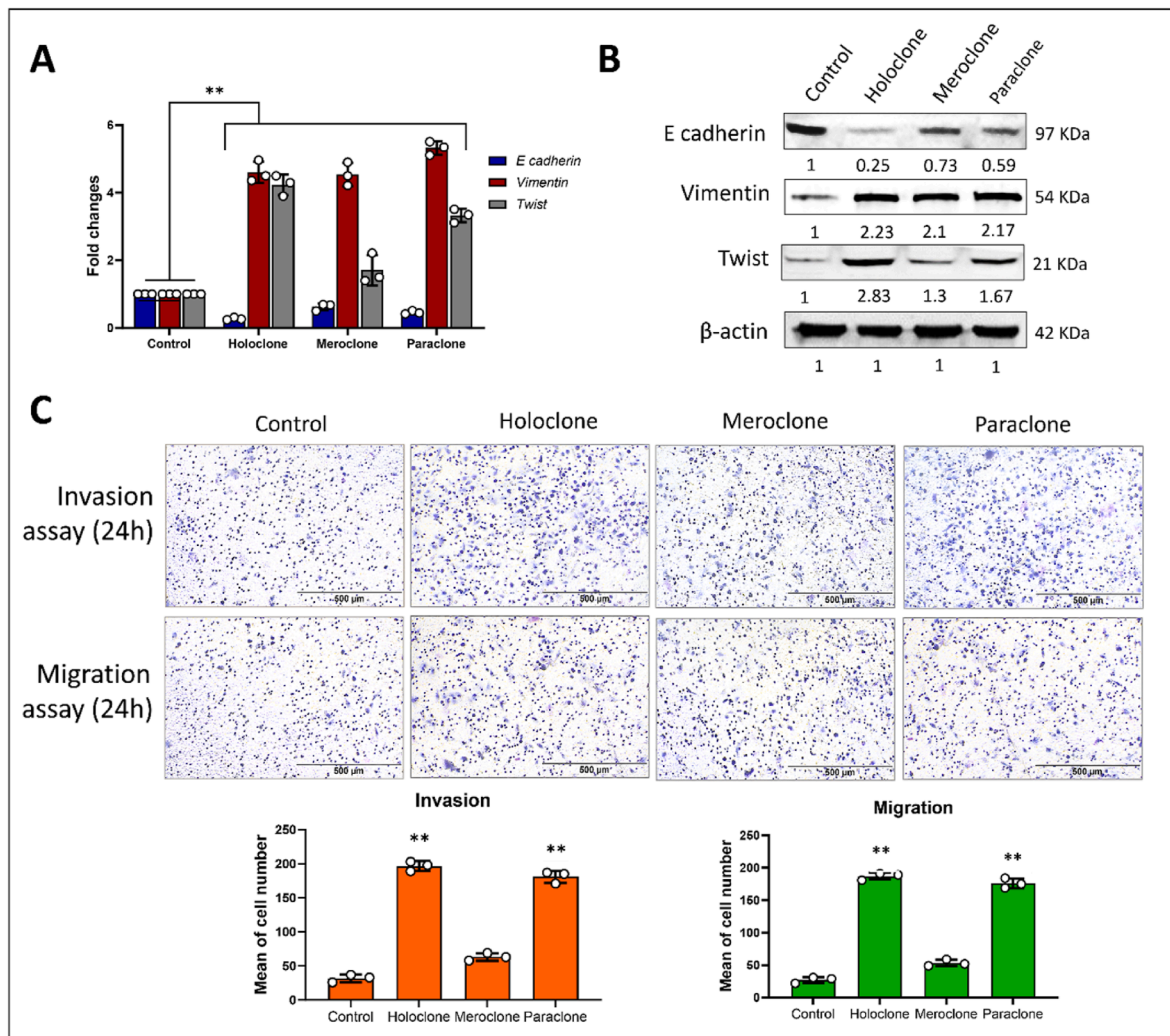 A
**
6
4
2
0
Fold changes
Control Holoclone Meroclone Paraclone
E cadherin
Vimentin
Twist
B
Control Holoclone Meroclone Paraclone
E cadherin 97 KDa
1 0.25 0.73 0.59
Vimentin 54 KDa
1 2.23 2.1 2.17
Twist 21 KDa
1 2.83 1.3 1.67
β-actin 42 KDa
1 1 1 1
C
Control Holoclone Meroclone Paraclone
Invasion
assay (24h)
500 µm 500 µm 500 µm 500 µm
Migration
assay (24h)
500 µm 500 µm 500 µm 500 µm
Invasion
Mean of cell number
250
200
150
100
50
0
** **
Control Holoclone Meroclone Paraclone
Migration
Mean of cell number
250
200
150
100
50
0
** **
Control Holoclone Meroclone Paraclone